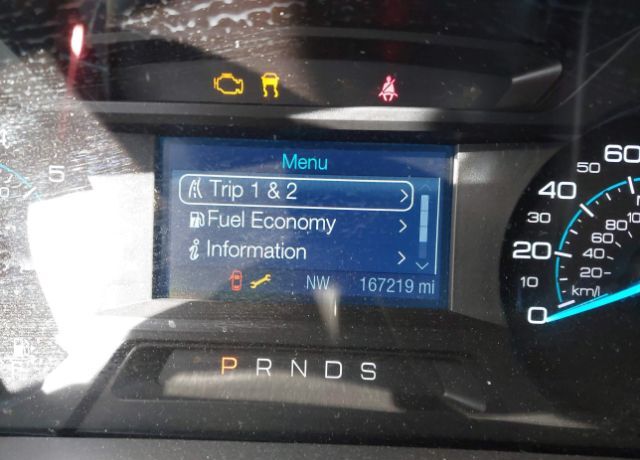 Menu
Trip 1 & 2
Fuel Economy
i Information
NW 167219 mi
P R N D S
5
0 10 20 30 40 50 60
20 40 60 80
km/